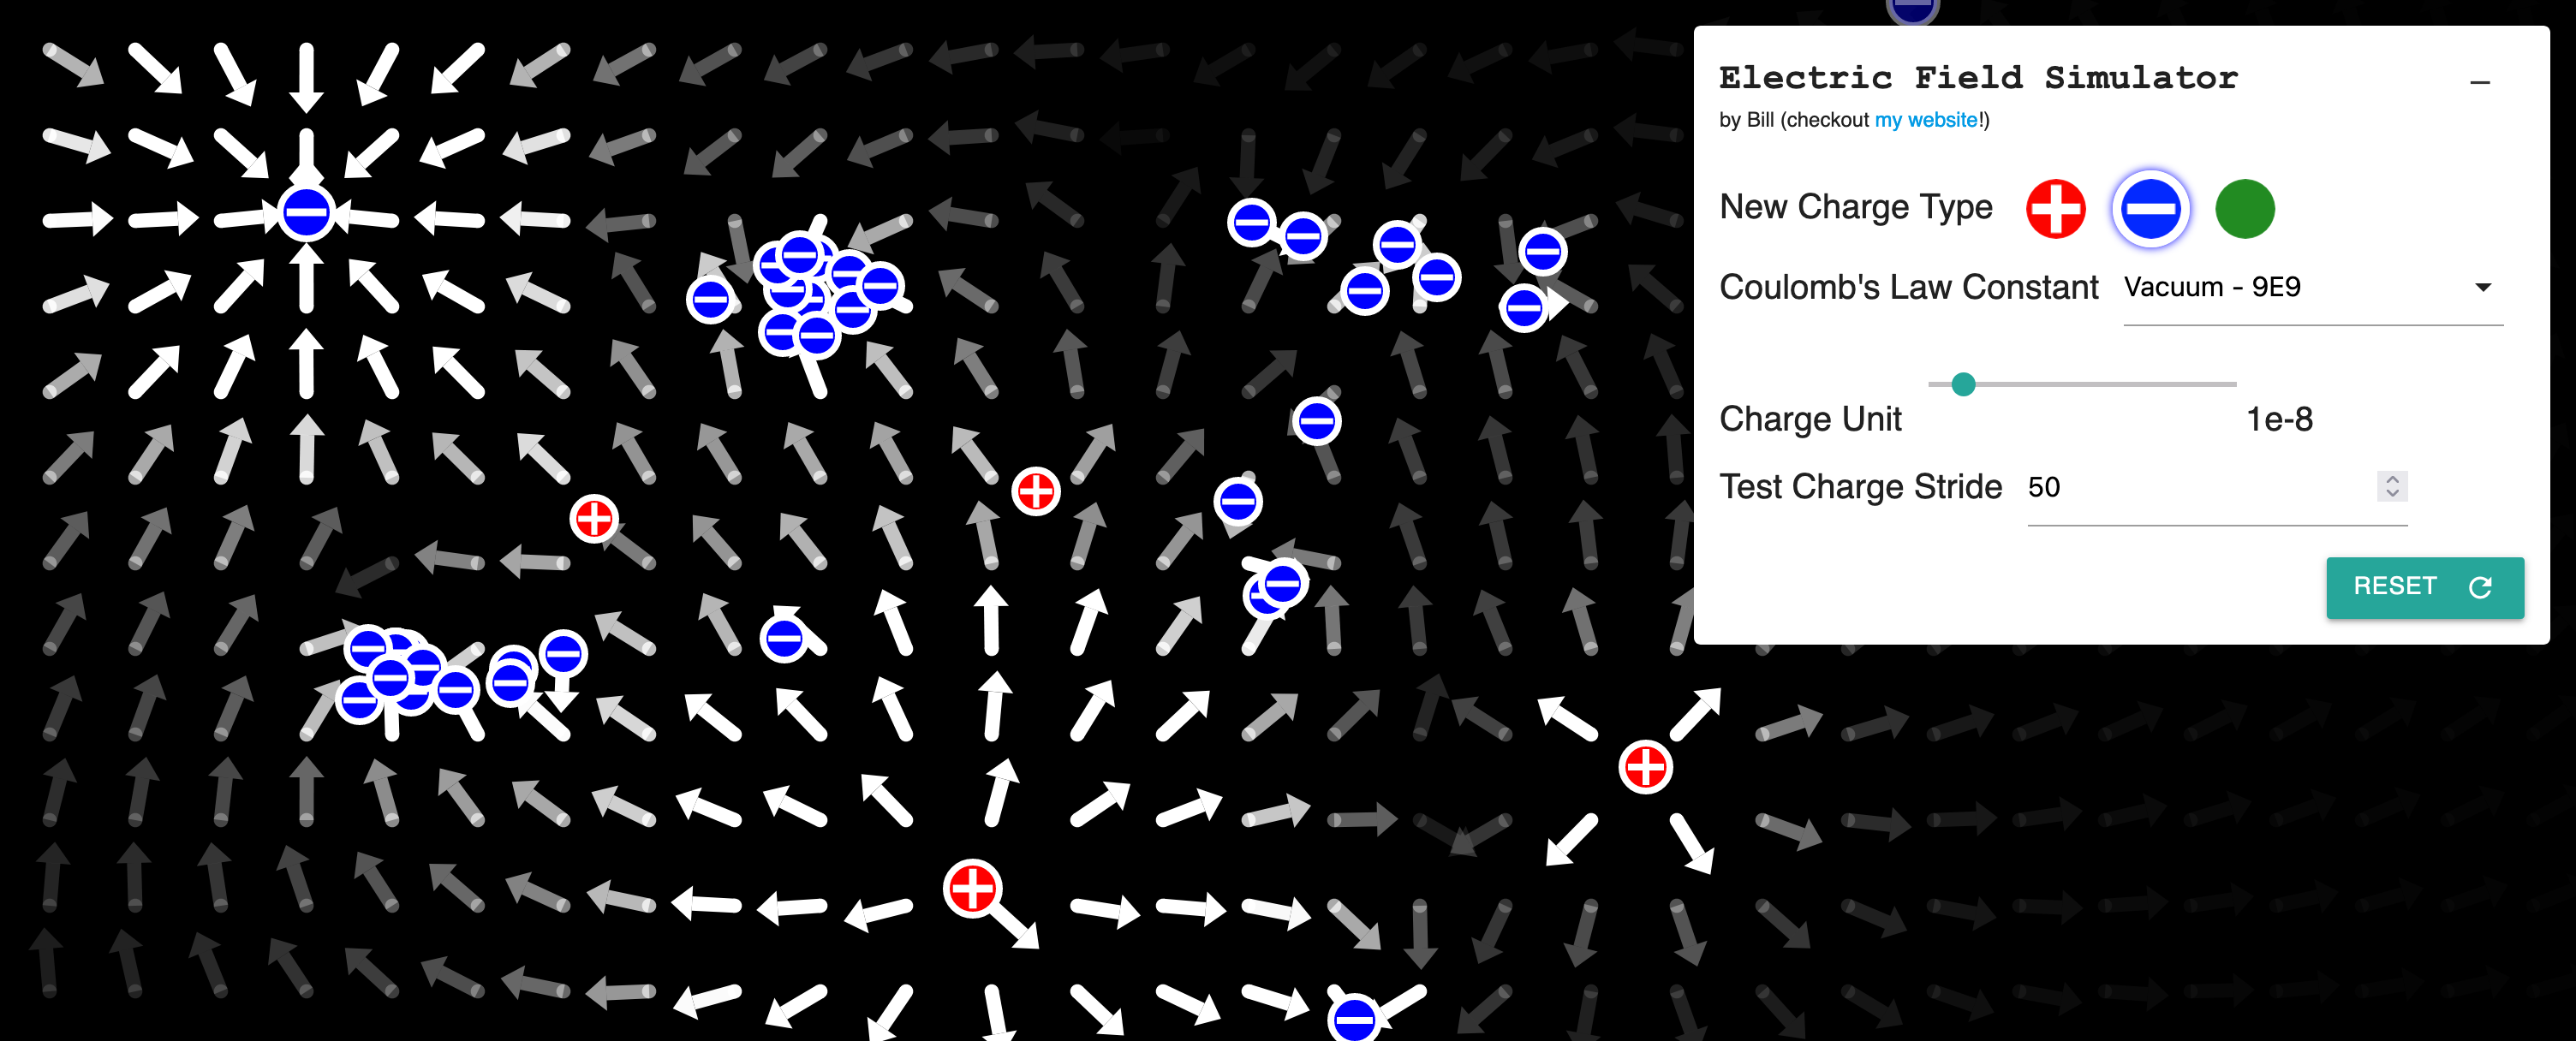 Electric Field Simulator
by Bill (checkout my website!)
New Charge Type
Coulomb's Law Constant Vacuum - 9E9
Charge Unit 1e-8
Test Charge Stride 50
RESET